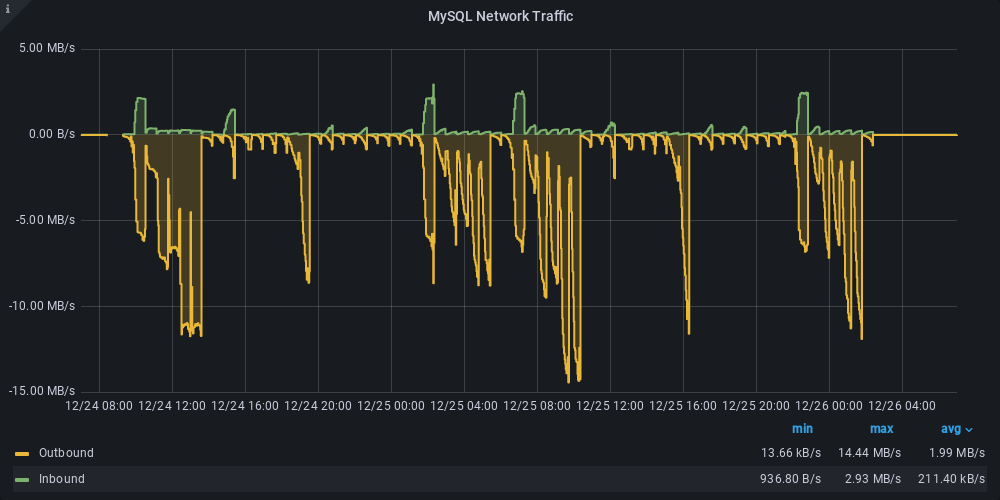 i
MySQL Network Traffic
5.00 MB/s
0.00 B/s
-5.00 MB/s
-10.00 MB/s
-15.00 MB/s
12/24 08:00 12/24 12:00 12/24 16:00 12/24 20:00 12/25 00:00 12/25 04:00 12/25 08:00 12/25 12:00 12/25 16:00 12/25 20:00 12/26 00:00 12/26 04:00
min max avg
Outbound 13.66 kB/s 14.44 MB/s 1.99 MB/s
Inbound 936.80 B/s 2.93 MB/s 211.40 kB/s